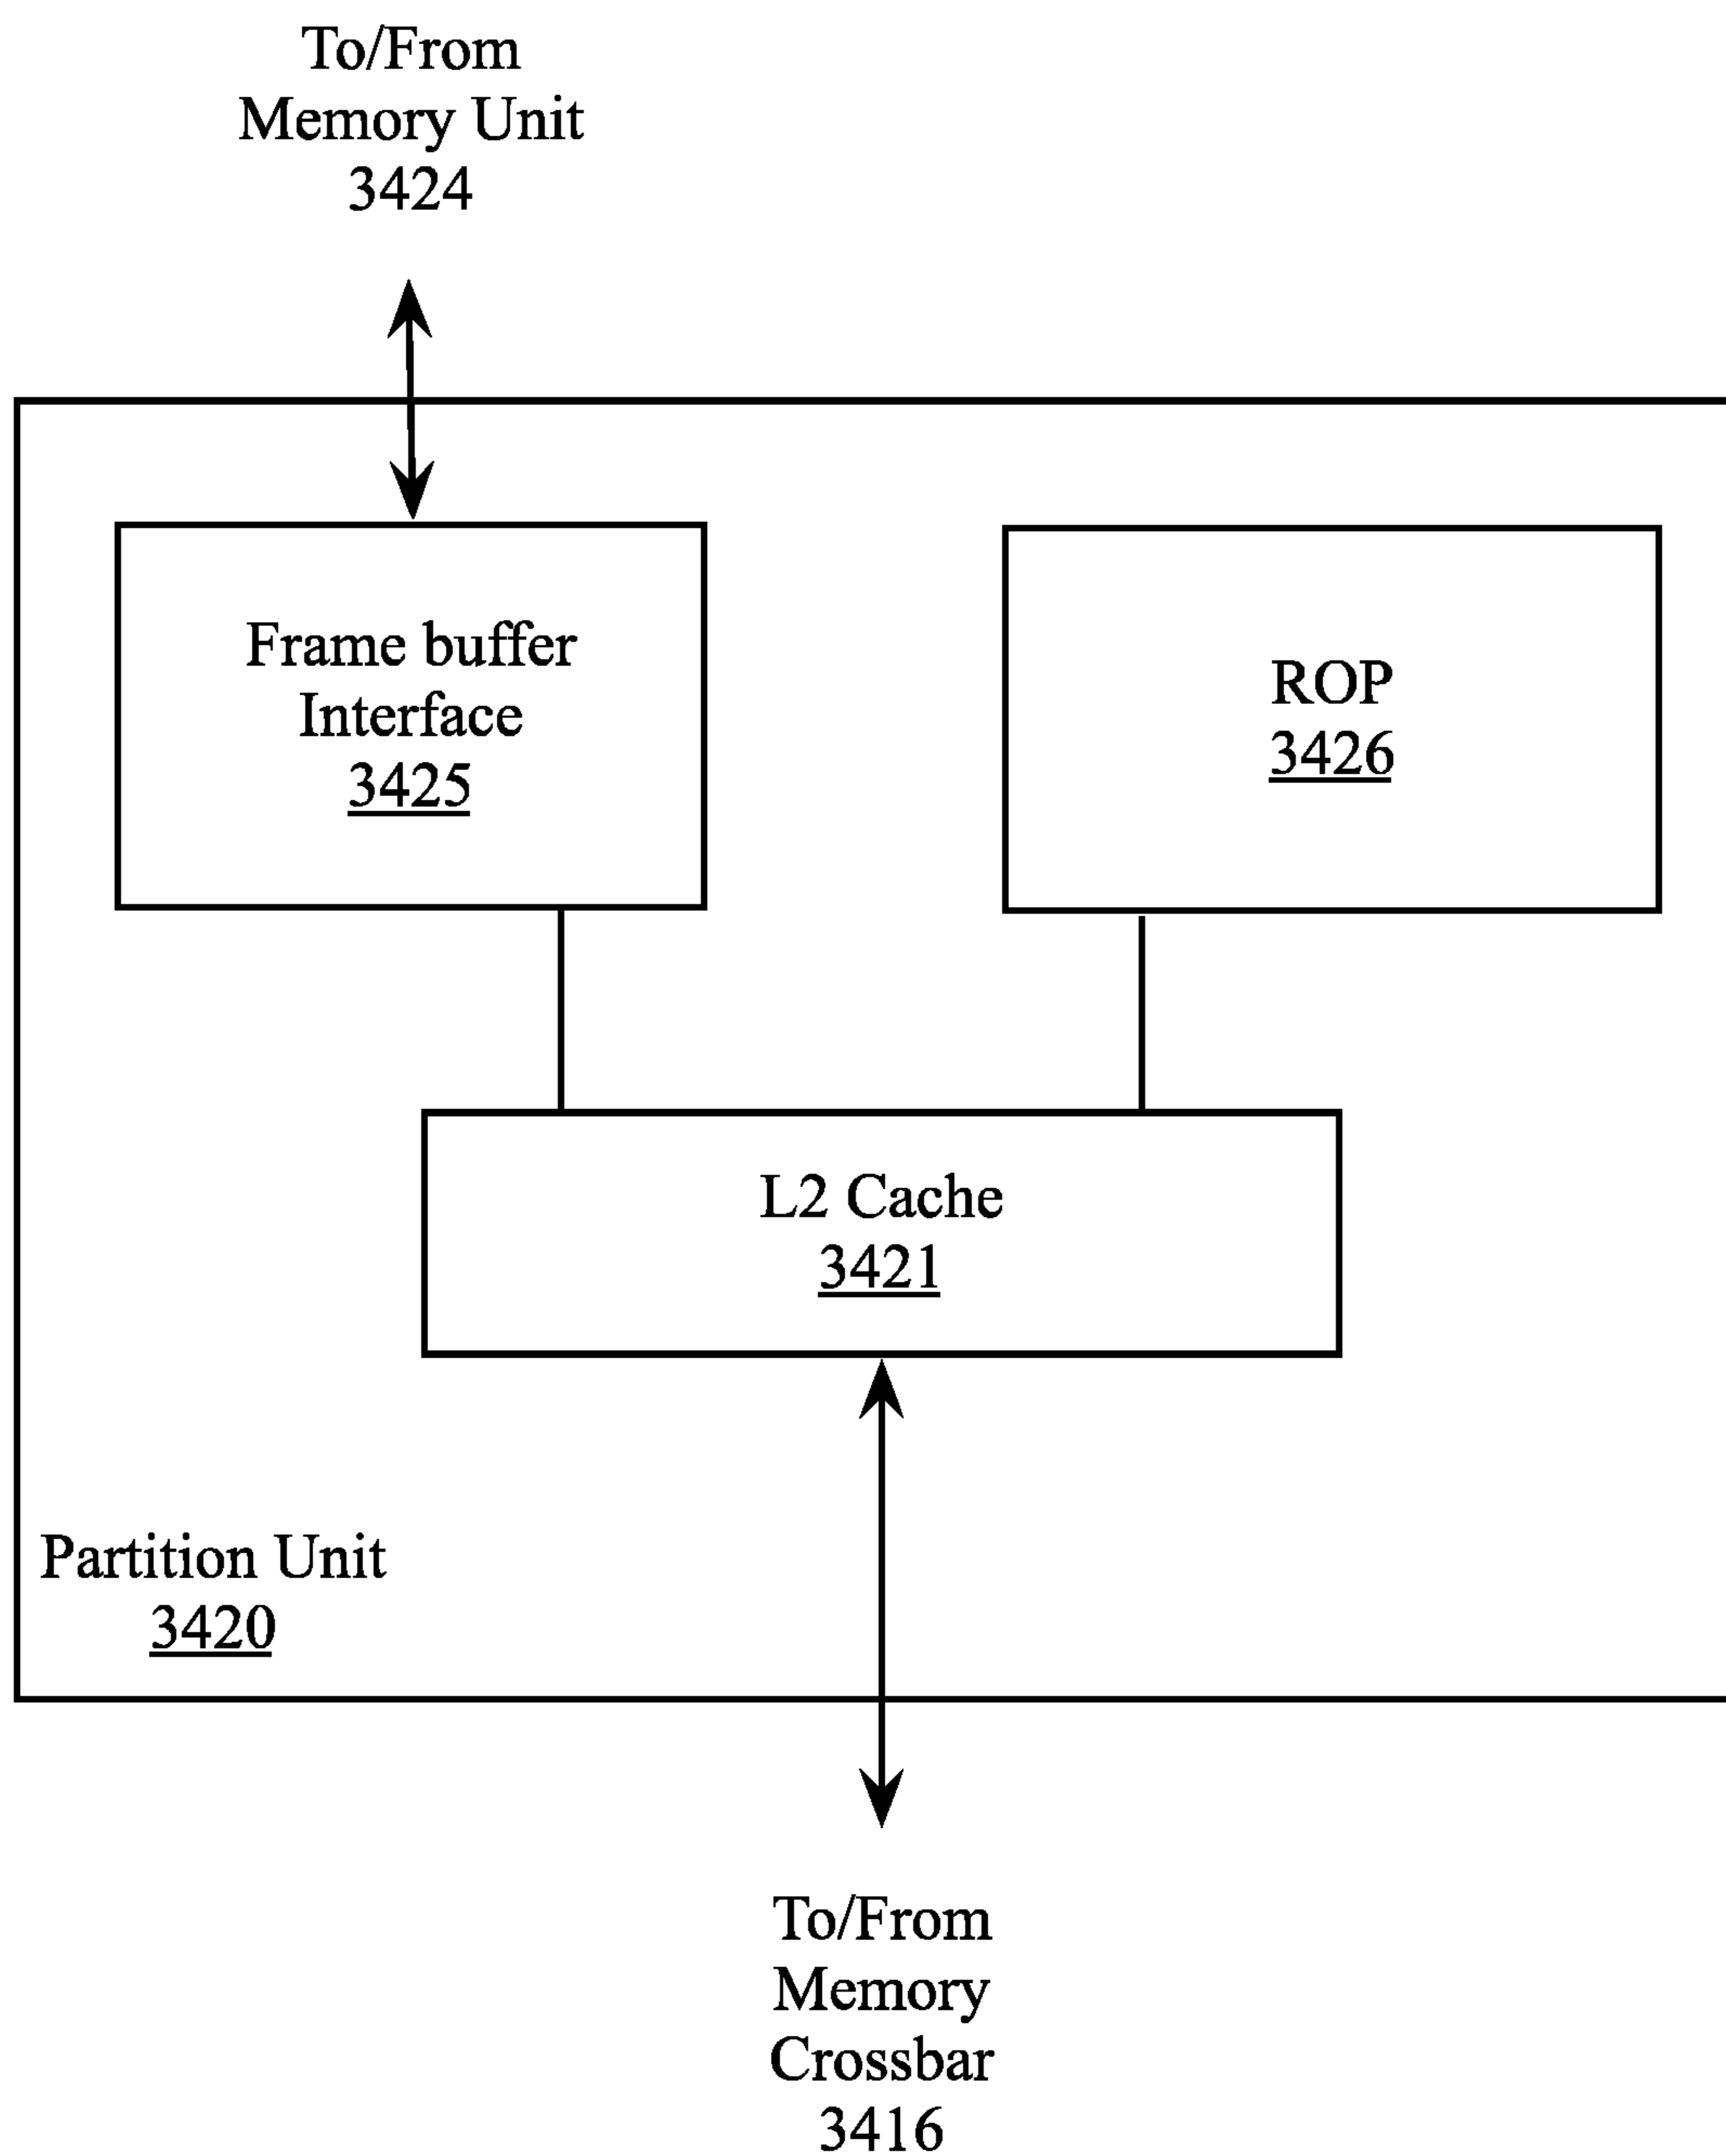 To/From
Memory Unit
3424
Frame buffer
Interface
3425
ROP
3426
L2 Cache
3421
Partition Unit
3420
To/From
Memory
Crossbar
3416